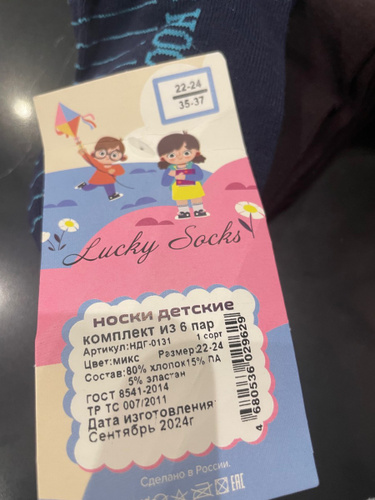 22-24
35-37
Lucky Socks
НОСКИ ДЕТСКИЕ
КОМПЛЕКТ ИЗ 6 ПАР
Артикул:НДГ-0131 1 сорт
Цвет:МИКС Размер:22-24
Состав:80% хлопок15% ПА
5% эластан
ГОСТ 8541-2014
ТР ТС 007/2011
Дата изготовления:
Сентябрь 2024г
4 680536 029629
Сделано в России.
EAC